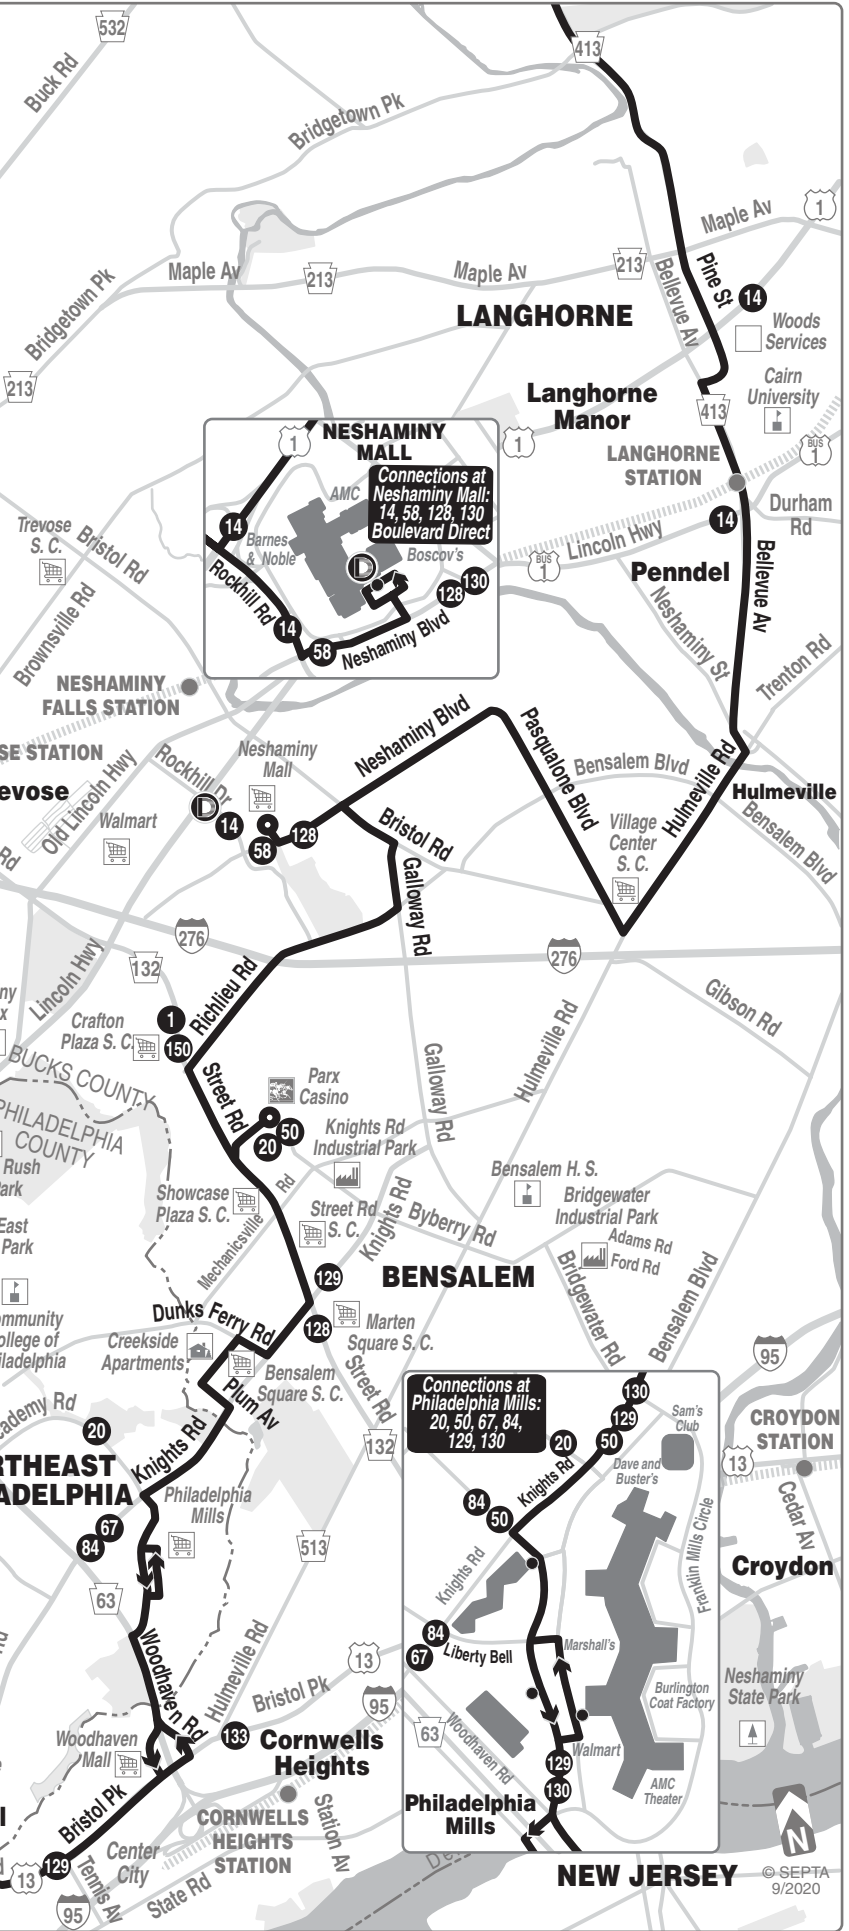 532
413
Buck Rd
Bridgetown Pk
1
Maple Av
Maple Av
213
Maple Av
213
Bellevue Av
Pine St
14
Bridgetown Pk
LANGHORNE
Woods
Services
213
Langhorne
Manor
Cairn
University
413
1
NESHAMINY
MALL
1
LANGHORNE
STATION
BUS
1
Connections at
Neshaminy Mall:
14, 58, 128, 130
Boulevard Direct
AMC
14
Barnes
& Noble
Boscov's
D
Rockhill Rd
14
58
Neshaminy Blvd
128
130
Trevose
S. C.
Bristol Rd
14
Durham
Rd
Lincoln Hwy
BUS
1
Penndel
Bellevue Av
Brownsville Rd
Neshaminy St
Trenton Rd
NESHAMINY
FALLS STATION
SE STATION
evose
Old Lincoln Hwy
Rockhill Dr
Neshaminy
Mall
Neshaminy Blvd
Pasqualone Blvd
Bensalem Blvd
Hulmeville Rd
Hulmeville
Bensalem Blvd
D
14
58
128
Walmart
Rd
Bristol Rd
Village
Center
S. C.
Galloway Rd
276
276
132
Lincoln Hwy
ny
x
Richlieu Rd
Gibson Rd
1
Crafton
Plaza S. C.
150
Hulmeville Rd
BUCKS COUNTY
PHILADELPHIA
COUNTY
Street Rd
Parx
Casino
Galloway Rd
50
20
Knights Rd
Industrial Park
Rush
ark
Bensalem H. S.
Showcase
Plaza S. C.
Mechanicsville Rd
Street Rd
S. C.
Knights Rd
Byberry Rd
Bridgewater
Industrial Park
Adams Rd
Ford Rd
East
Park
129
BENSALEM
Bridgewater Rd
Bensalem Blvd
ommunity
ollege of
iladelphia
Dunks Ferry Rd
128
Marten
Square S. C.
Creekside
Apartments
Bensalem
Square S. C.
Street Rd
95
Plum Av
cademy Rd
20
Knights Rd
132
RTHEAST
ADELPHIA
Connections at
Philadelphia Mills:
20, 50, 67, 84,
129, 130
130
129
50
20
Sam's
Club
Dave and
Buster's
Knights Rd
84
50
Franklin Mills Circle
Knights Rd
84
67
Liberty Bell
Marshall's
Burlington
Coat Factory
63
Woodhaven Rd
Walmart
129
130
AMC
Theater
Philadelphia
Mills
CROYDON
STATION
13
Cedar Av
Croydon
Philadelphia
Mills
67
84
513
63
Woodhaven Rd
Hulmeville Rd
13
Bristol Pk
95
Neshaminy
State Park
133
Woodhaven
Mall
Cornwells
Heights
Bristol Pk
CORNWELLS
HEIGHTS
STATION
Station Av
l
d
13
129
Center
City
Tennis Av
State Rd
95
De
NEW JERSEY
N
© SEPTA
9/2020